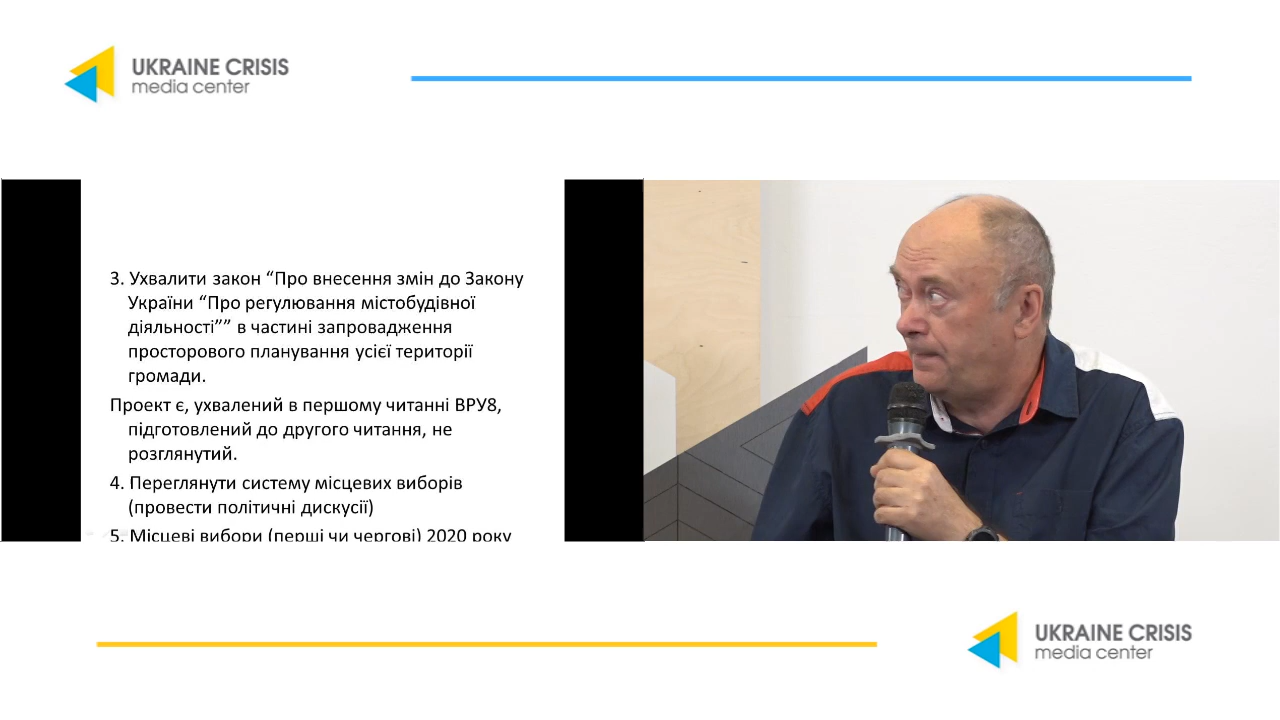 UKRAINE CRISIS
media center
3. Ухвалити закон “Про внесення змін до Закону
України “Про регулювання містобудівної
діяльності”” в частині запровадження
просторового планування усієї території
громади.
Проект є, ухвалений в першому читанні ВРУ8,
підготовлений до другого читання, не
розглянутий.
4. Переглянути систему місцевих виборів
(провести політичні дискусії)
5. Місцеві вибори (перші чи чергові) 2020 року
UKRAINE CRISIS
media center